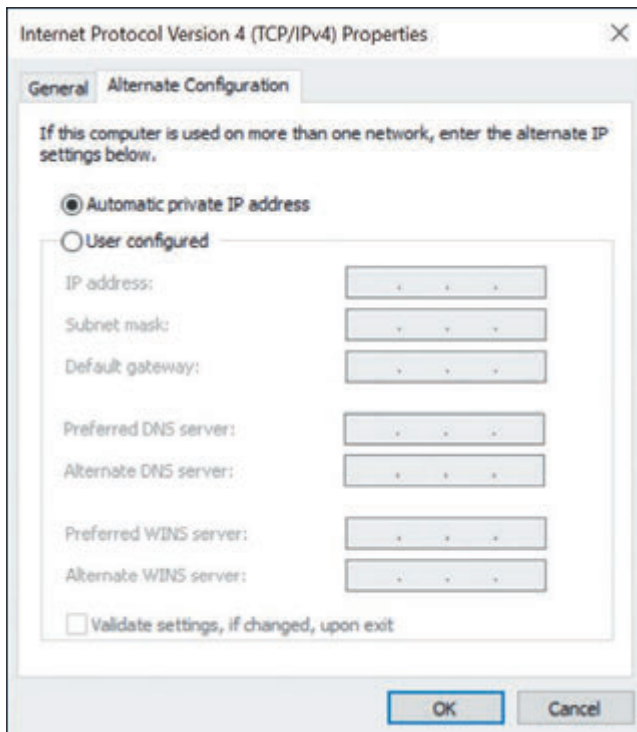 Internet Protocol Version 4 (TCP/IPv4) Properties
General
Alternate Configuration
If this computer is used on more than one network, enter the alternate IP
settings below.
Automatic private IP address
User configured
IP address:
Subnet mask:
Default gateway:
Preferred DNS server:
Alternate DNS server:
Preferred WINS server:
Alternate WINS server:
Validate settings, if changed, upon exit
OK
Cancel